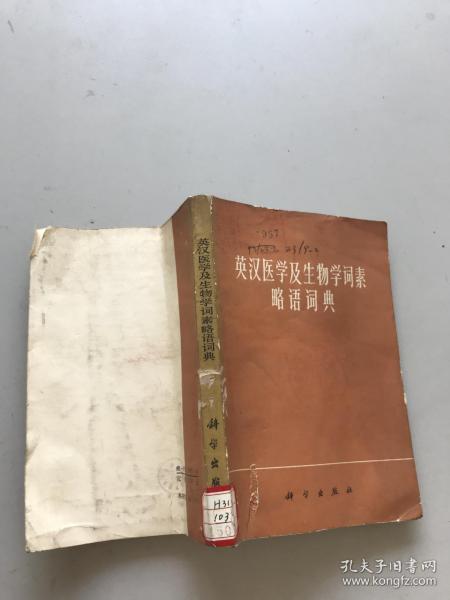 英汉医学及生物学词素
略语词典
科学出版社
英汉医学及生物学词素略语词典
科学出版
H31
103
孔夫子旧书网
www.kongfz.com